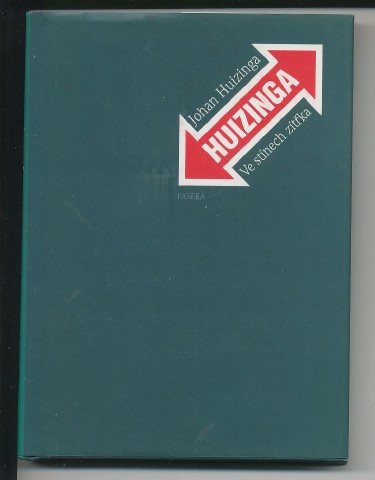 Johan Huizinga
HUIZINGA
Ve stínech zítřka
PASEKA